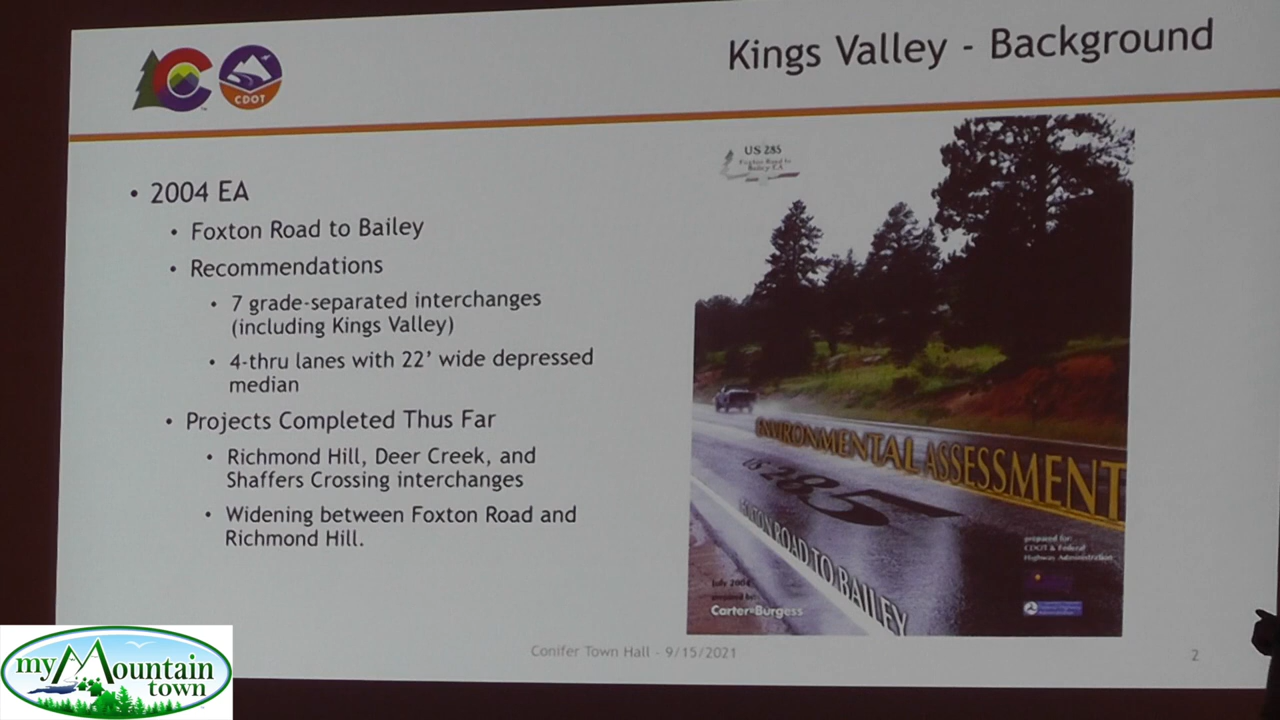 Kings Valley - Background
CDOT
• 2004 EA
• Foxton Road to Bailey
• Recommendations
• 7 grade-separated interchanges
(including Kings Valley)
• 4-thru lanes with 22’ wide depressed
median
• Projects Completed Thus Far
• Richmond Hill, Deer Creek, and
Shaffers Crossing interchanges
• Widening between Foxton Road and
Richmond Hill.
US 285
Foxton Road to
Bailey EA
ENVIRONMENTAL ASSESSMENT
US 285
FOXTON ROAD TO BAILEY
prepared for:
CDOT & Federal
Highway Administration
July 2004
prepared by:
Carter•Burgess
Conifer Town Hall - 9/15/2021
2
my Mountain
town